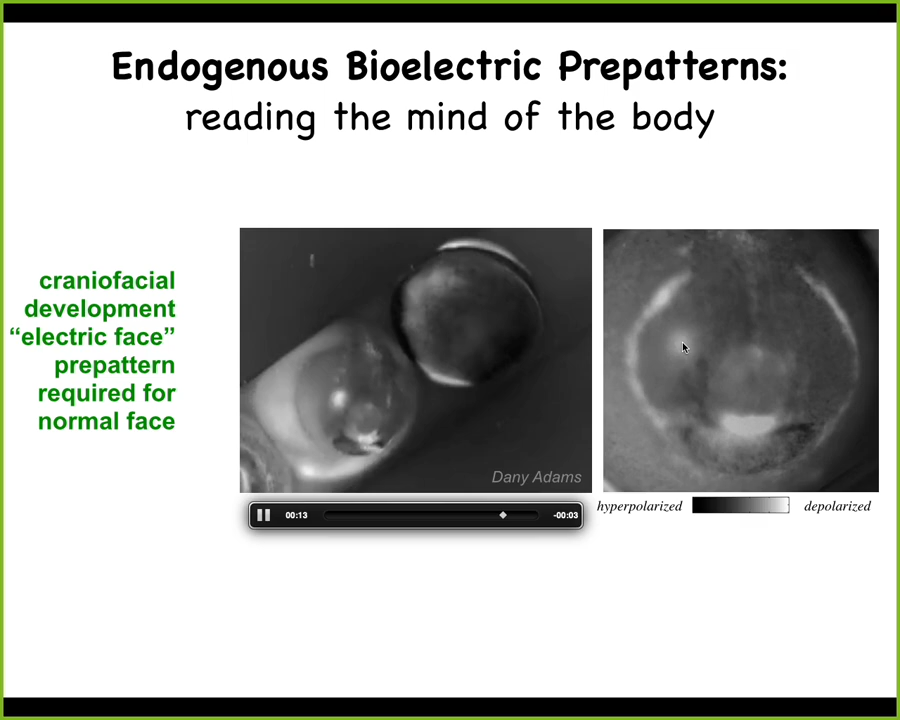 Endogenous Bioelectric Prepatterns:
reading the mind of the body
craniofacial
development
“electric face”
prepattern
required for
normal face
Dany Adams
00:13
-00:03
hyperpolarized
depolarized